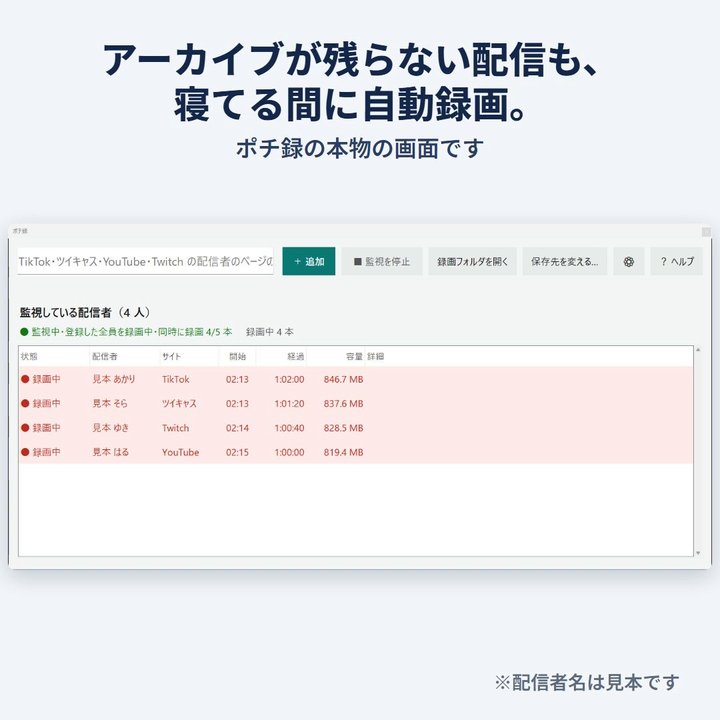 アーカイブが残らない配信も、
寝てる間に自動録画。
ポチ録の本物の画面です
ポチ録
TikTok・ツイキャス・YouTube・Twitch の配信者のページの
+ 追加
■ 監視を停止
録画フォルダを開く
保存先を変える...
? ヘルプ
監視している配信者（4 人）
● 監視中・登録した全員を録画中・同時に録画 4/5 本 録画中 4 本
状態 配信者 サイト 開始 経過 容量 詳細
● 録画中 見本 あかり TikTok 02:13 1:02:00 846.7 MB
● 録画中 見本 そら ツイキャス 02:13 1:01:20 837.6 MB
● 録画中 見本 ゆき Twitch 02:14 1:00:40 828.5 MB
● 録画中 見本 はる YouTube 02:15 1:00:00 819.4 MB
※配信者名は見本です